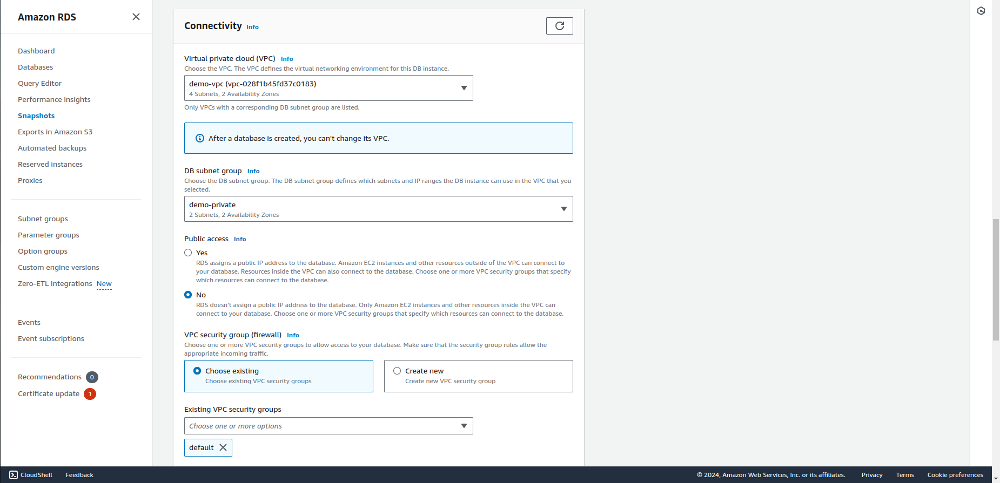 Amazon RDS
Dashboard
Databases
Query Editor
Performance insights
Snapshots
Exports in Amazon S3
Automated backups
Reserved instances
Proxies
Subnet groups
Parameter groups
Option groups
Custom engine versions
Zero-ETL integrations New
Events
Event subscriptions
Recommendations 0
Certificate update 1
Connectivity Info
Virtual private cloud (VPC) Info
Choose the VPC. The VPC defines the virtual networking environment for this DB instance.
demo-vpc (vpc-028f1b45fd37c0183)
4 Subnets, 2 Availability Zones
Only VPCs with a corresponding DB subnet group are listed.
After a database is created, you can't change its VPC.
DB subnet group Info
Choose the DB subnet group. The DB subnet group defines which subnets and IP ranges the DB instance can use in the VPC that you
selected.
demo-private
2 Subnets, 2 Availability Zones
Public access Info
Yes
RDS assigns a public IP address to the database. Amazon EC2 instances and other resources outside of the VPC can connect to
your database. Resources inside the VPC can also connect to the database. Choose one or more VPC security groups that specify
which resources can connect to the database.
No
RDS doesn't assign a public IP address to the database. Only Amazon EC2 instances and other resources inside the VPC can
connect to your database. Choose one or more VPC security groups that specify which resources can connect to the database.
VPC security group (firewall) Info
Choose one or more VPC security groups to allow access to your database. Make sure that the security group rules allow the
appropriate incoming traffic.
Choose existing
Choose existing VPC security groups
Create new
Create new VPC security group
Existing VPC security groups
Choose one or more options
default
CloudShell Feedback © 2024, Amazon Web Services, Inc. or its affiliates. Privacy Terms Cookie preferences